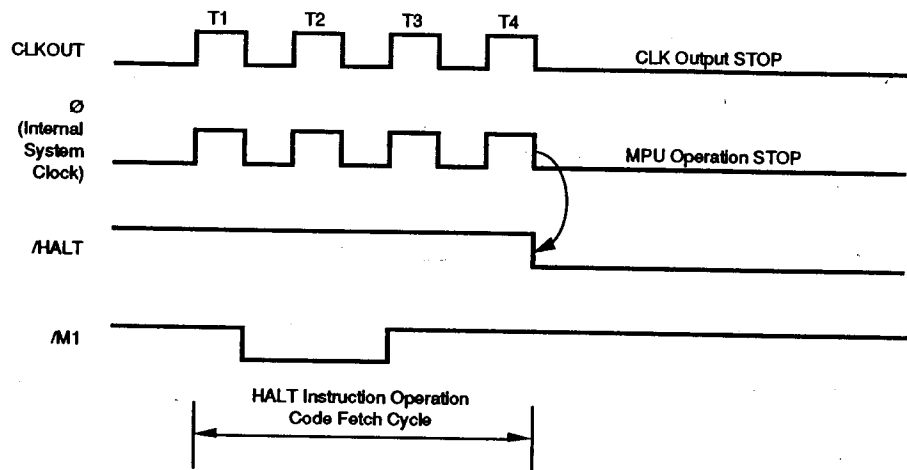 T1 T2 T3 T4
CLKOUT
CLK Output STOP
Ø
(Internal
System
Clock)
MPU Operation STOP
/HALT
/M1
HALT Instruction Operation
Code Fetch Cycle